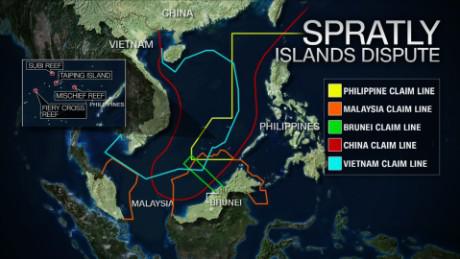 CHINA
SPRATLY
ISLANDS DISPUTE
VIETNAM
SUBI REEF
TAIPING ISLAND
MISCHIEF REEF
PHILIPPINES
FIERY CROSS
REEF
PHILIPPINE CLAIM LINE
MALAYSIA CLAIM LINE
BRUNEI CLAIM LINE
CHINA CLAIM LINE
VIETNAM CLAIM LINE
PHILIPPINES
MALAYSIA
BRUNEI